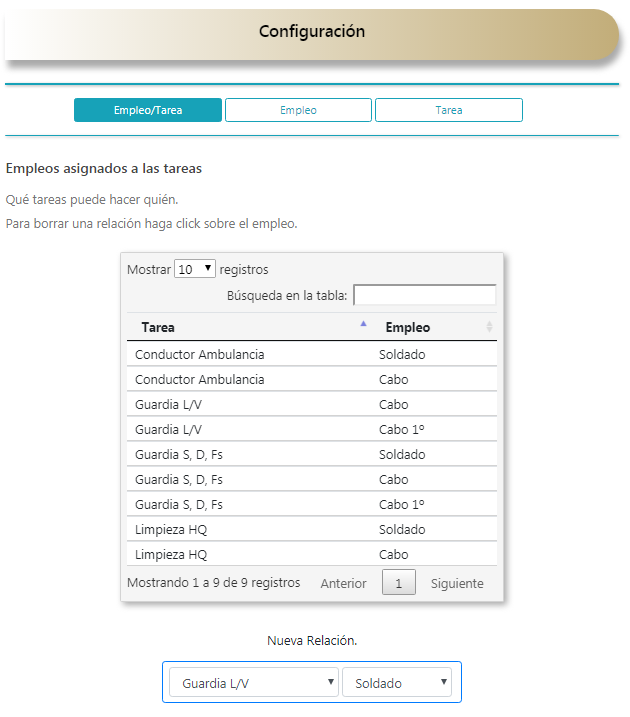 Configuración
Empleo/Tarea Empleo Tarea
Empleos asignados a las tareas
Qué tareas puede hacer quién.
Para borrar una relación haga click sobre el empleo.
Mostrar 10 registros
Búsqueda en la tabla:
Tarea Empleo
Conductor Ambulancia Soldado
Conductor Ambulancia Cabo
Guardia L/V Cabo
Guardia L/V Cabo 1º
Guardia S, D, Fs Soldado
Guardia S, D, Fs Cabo
Guardia S, D, Fs Cabo 1º
Limpieza HQ Soldado
Limpieza HQ Cabo
Mostrando 1 a 9 de 9 registros Anterior 1 Siguiente
Nueva Relación.
Guardia L/V Soldado